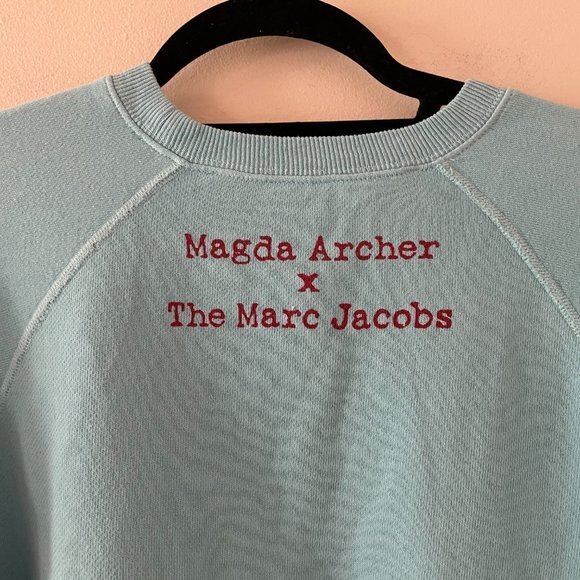 Magda Archer
x
The Marc Jacobs